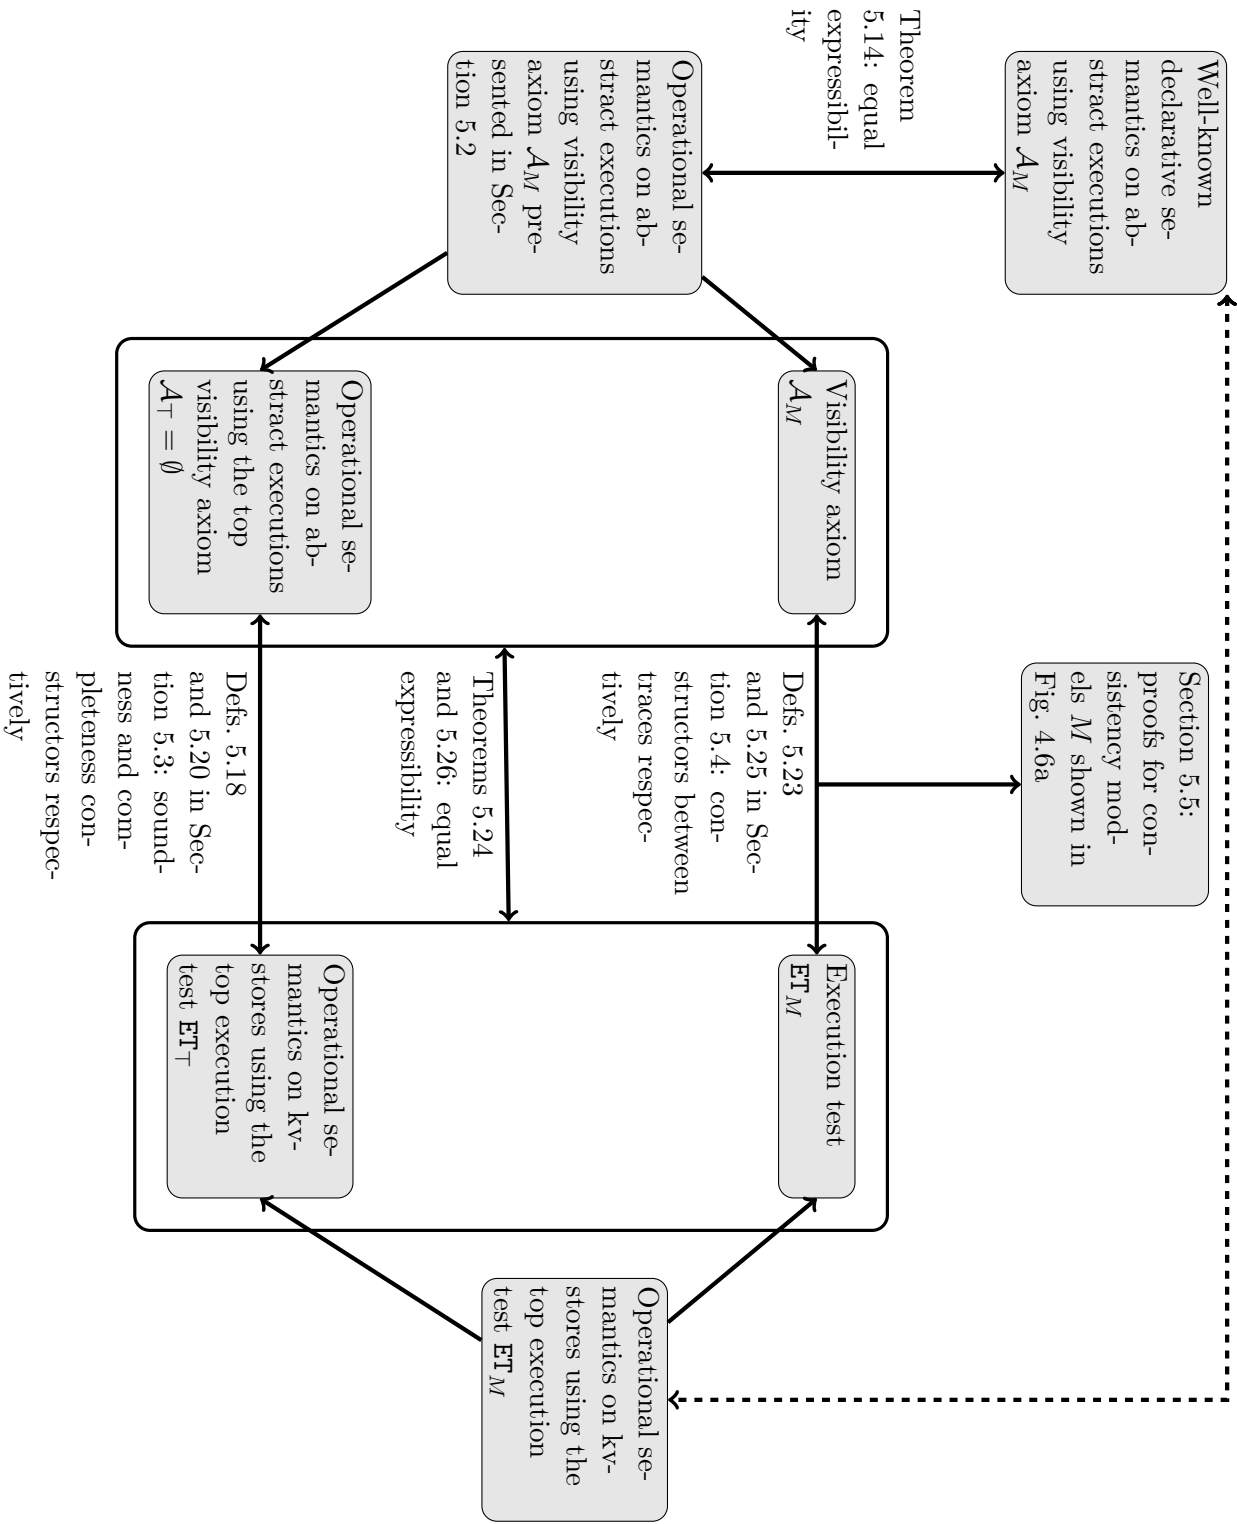 Well-known
declarative se-
mantics on ab-
stract executions
using visibility
axiom 𝒜_M
Theorem
5.14: equal
expressibil-
ity
Operational se-
mantics on ab-
stract executions
using visibility
axiom 𝒜_M pre-
sented in Sec-
tion 5.2
Visibility axiom
𝒜_M
Operational se-
mantics on ab-
stract executions
using the top
visibility axiom
𝒜_⊤ = ∅
Section 5.5:
proofs for con-
sistency mod-
els M shown in
Fig. 4.6a
Defs. 5.23
and 5.25 in Sec-
tion 5.4: con-
structors between
traces respec-
tively
Theorems 5.24
and 5.26: equal
expressibility
Defs. 5.18
and 5.20 in Sec-
tion 5.3: sound-
ness and com-
pleteness con-
structors respec-
tively
Execution test
ET_M
Operational se-
mantics on kv-
stores using the
top execution
test ET_⊤
Operational se-
mantics on kv-
stores using the
top execution
test ET_M